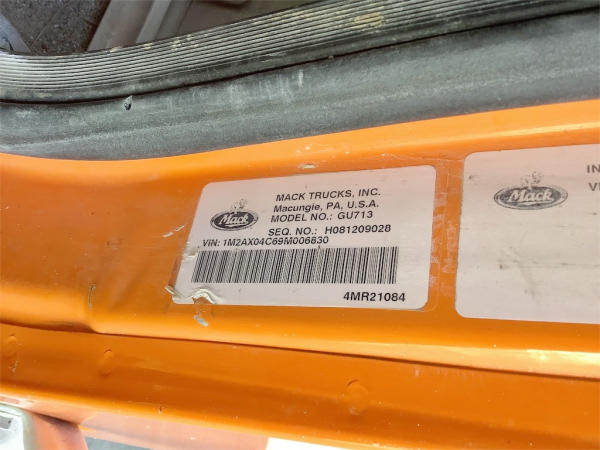 Mack
MACK TRUCKS, INC.
Macungie, PA, U.S.A.
MODEL NO.: GU713
SEQ. NO.: H081209028
VIN: 1M2AX04C69M006830
4MR21084
Mack